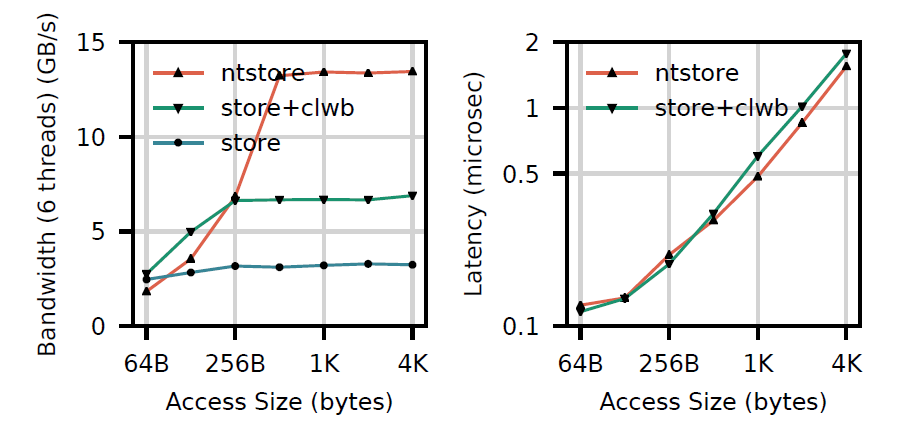 Bandwidth (6 threads) (GB/s)
15
10
5
0
ntstore
store+clwb
store
64B 256B 1K 4K
Access Size (bytes)
Latency (microsec)
2
1
0.5
0.1
ntstore
store+clwb
64B 256B 1K 4K
Access Size (bytes)